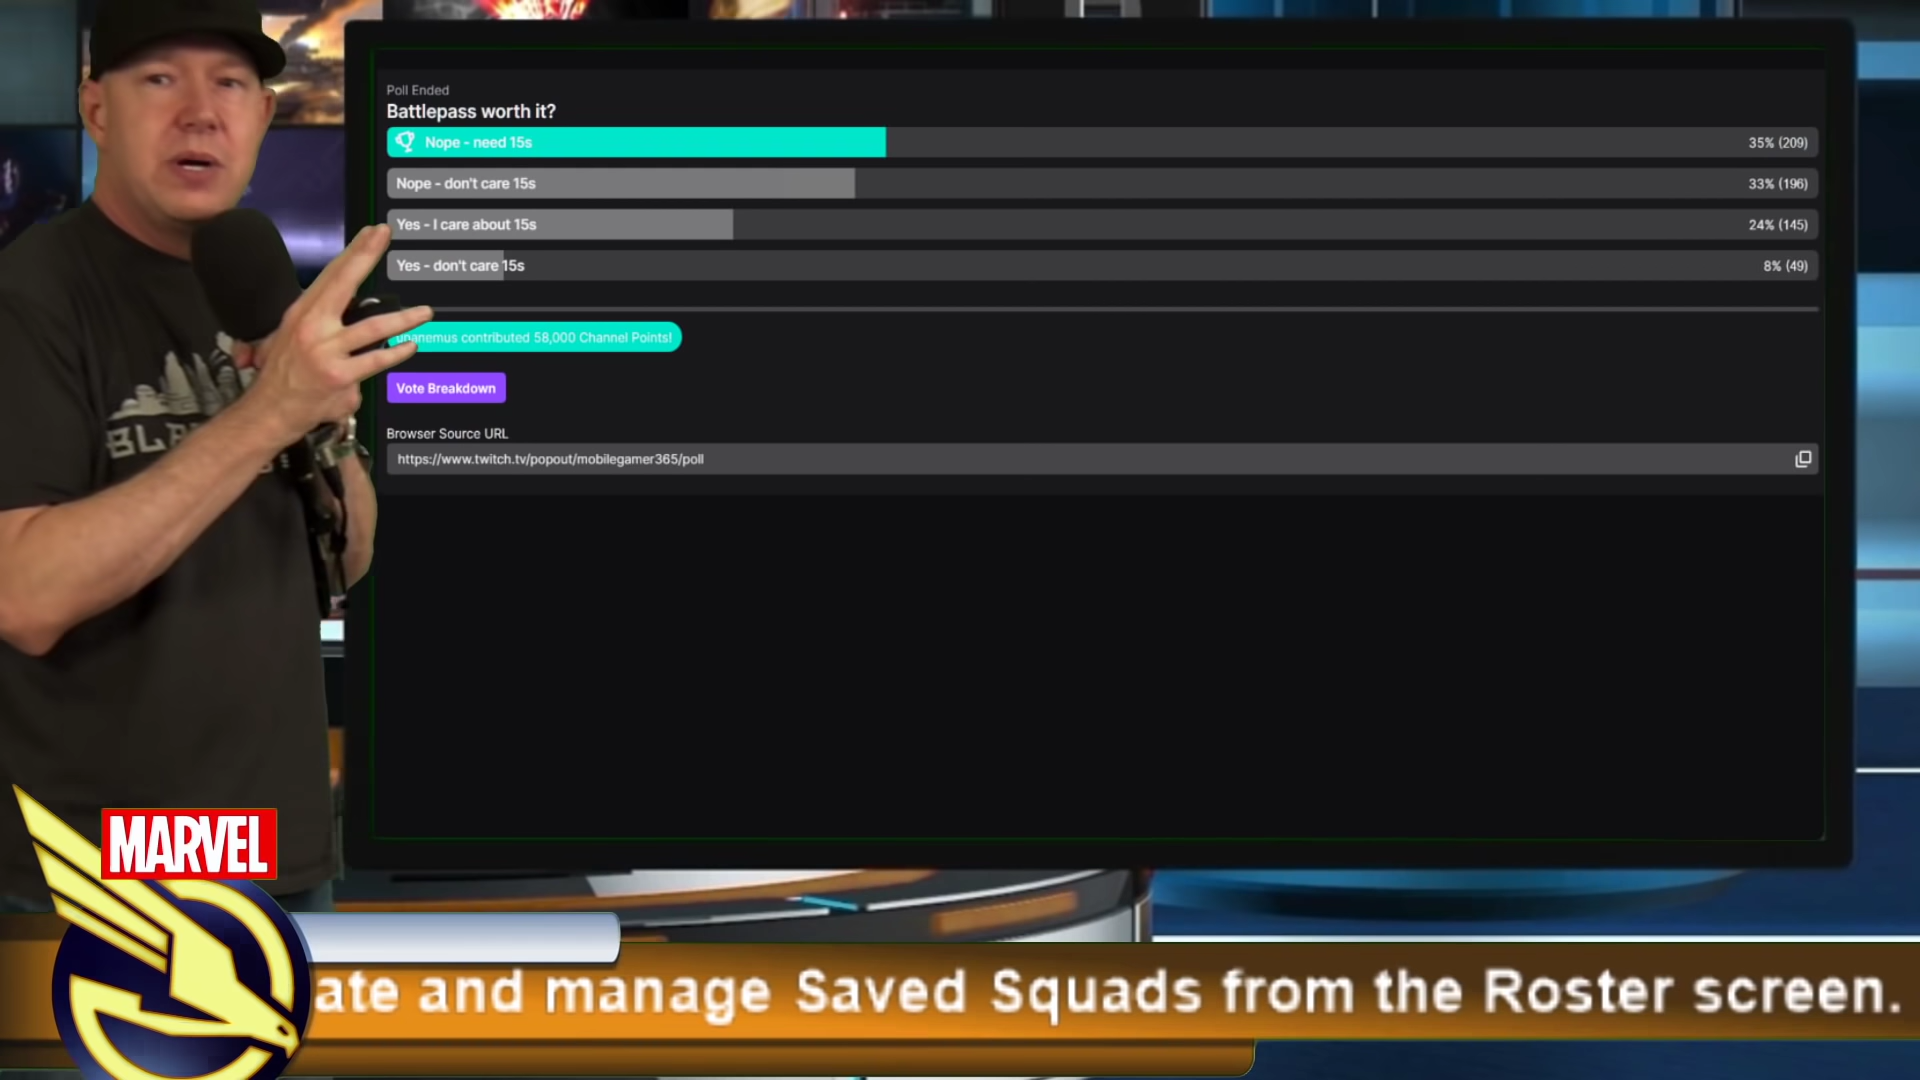 Poll Ended
Battlepass worth it?
Nope - need 15s 35% (209)
Nope - don't care 15s 33% (196)
Yes - I care about 15s 24% (145)
Yes - don't care 15s 8% (49)
contributed 58,000 Channel Points!
Vote Breakdown
Browser Source URL
https://www.twitch.tv/popout/mobilegamer365/poll
MARVEL
ate and manage Saved Squads from the Roster screen.